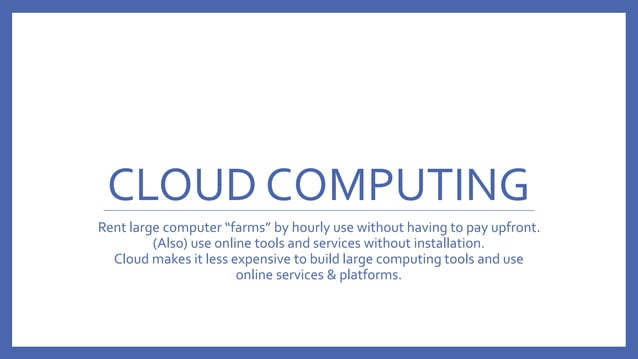 CLOUD COMPUTING
Rent large computer “farms” by hourly use without having to pay upfront.
(Also) use online tools and services without installation.
Cloud makes it less expensive to build large computing tools and use
online services & platforms.